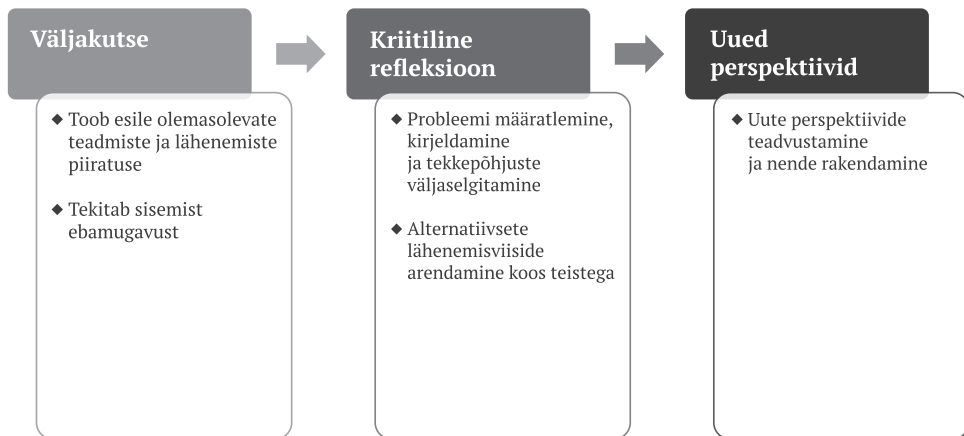 Väljakutse
Toob esile olemasolevate
teadmiste ja lähenemiste
piiratuse
Tekitab sisemist
ebamugavust
Kriitiline
refleksioon
Probleemi määratlemine,
kirjeldamine
ja tekkepõhjuste
väljaselgitamine
Alternatiivsete
lähenemisviiside
arendamine koos teistega
Uued
perspektiivid
Uute perspektiivide
teadvustamine
ja nende rakendamine